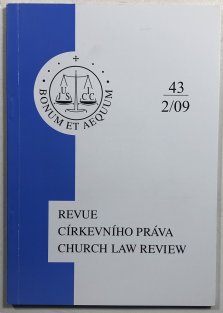 BONUM ET AEQUUM
43
2/09
REVUE
CÍRKEVNÍHO PRÁVA
CHURCH LAW REVIEW